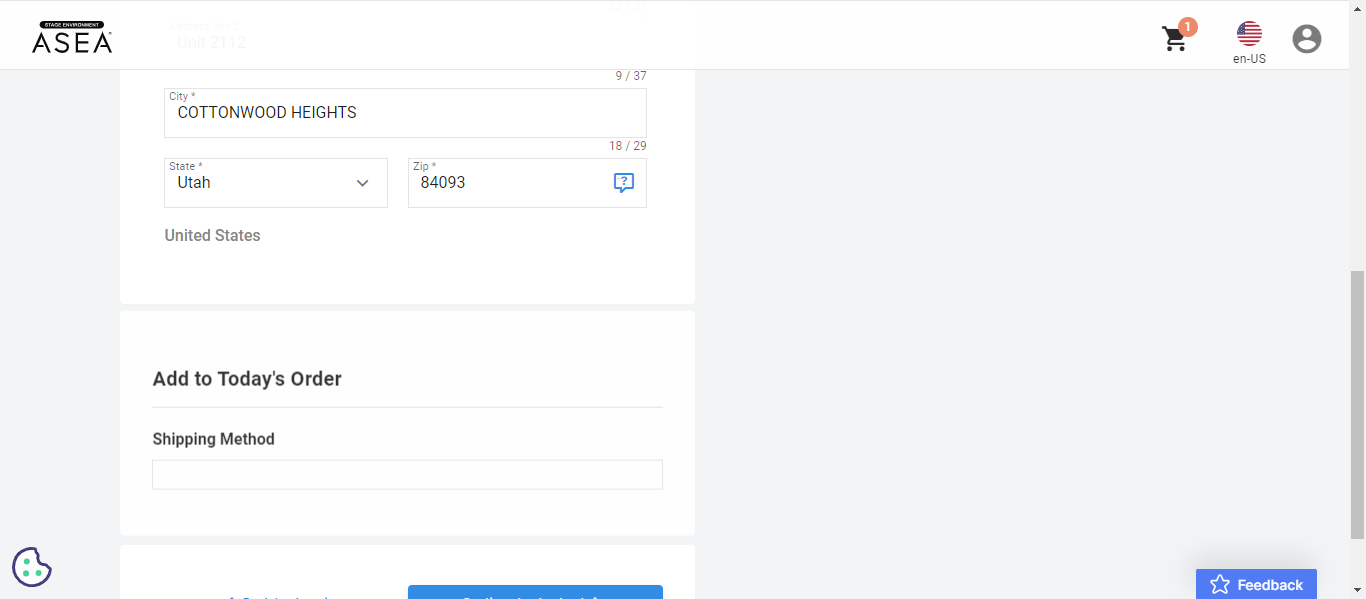 STAGE ENVIRONMENT
ASEA
Unit 2112
1
en-US
9 / 37
City *
COTTONWOOD HEIGHTS
18 / 29
State *
Utah
Zip *
84093
?
United States
Add to Today's Order
Shipping Method
Feedback